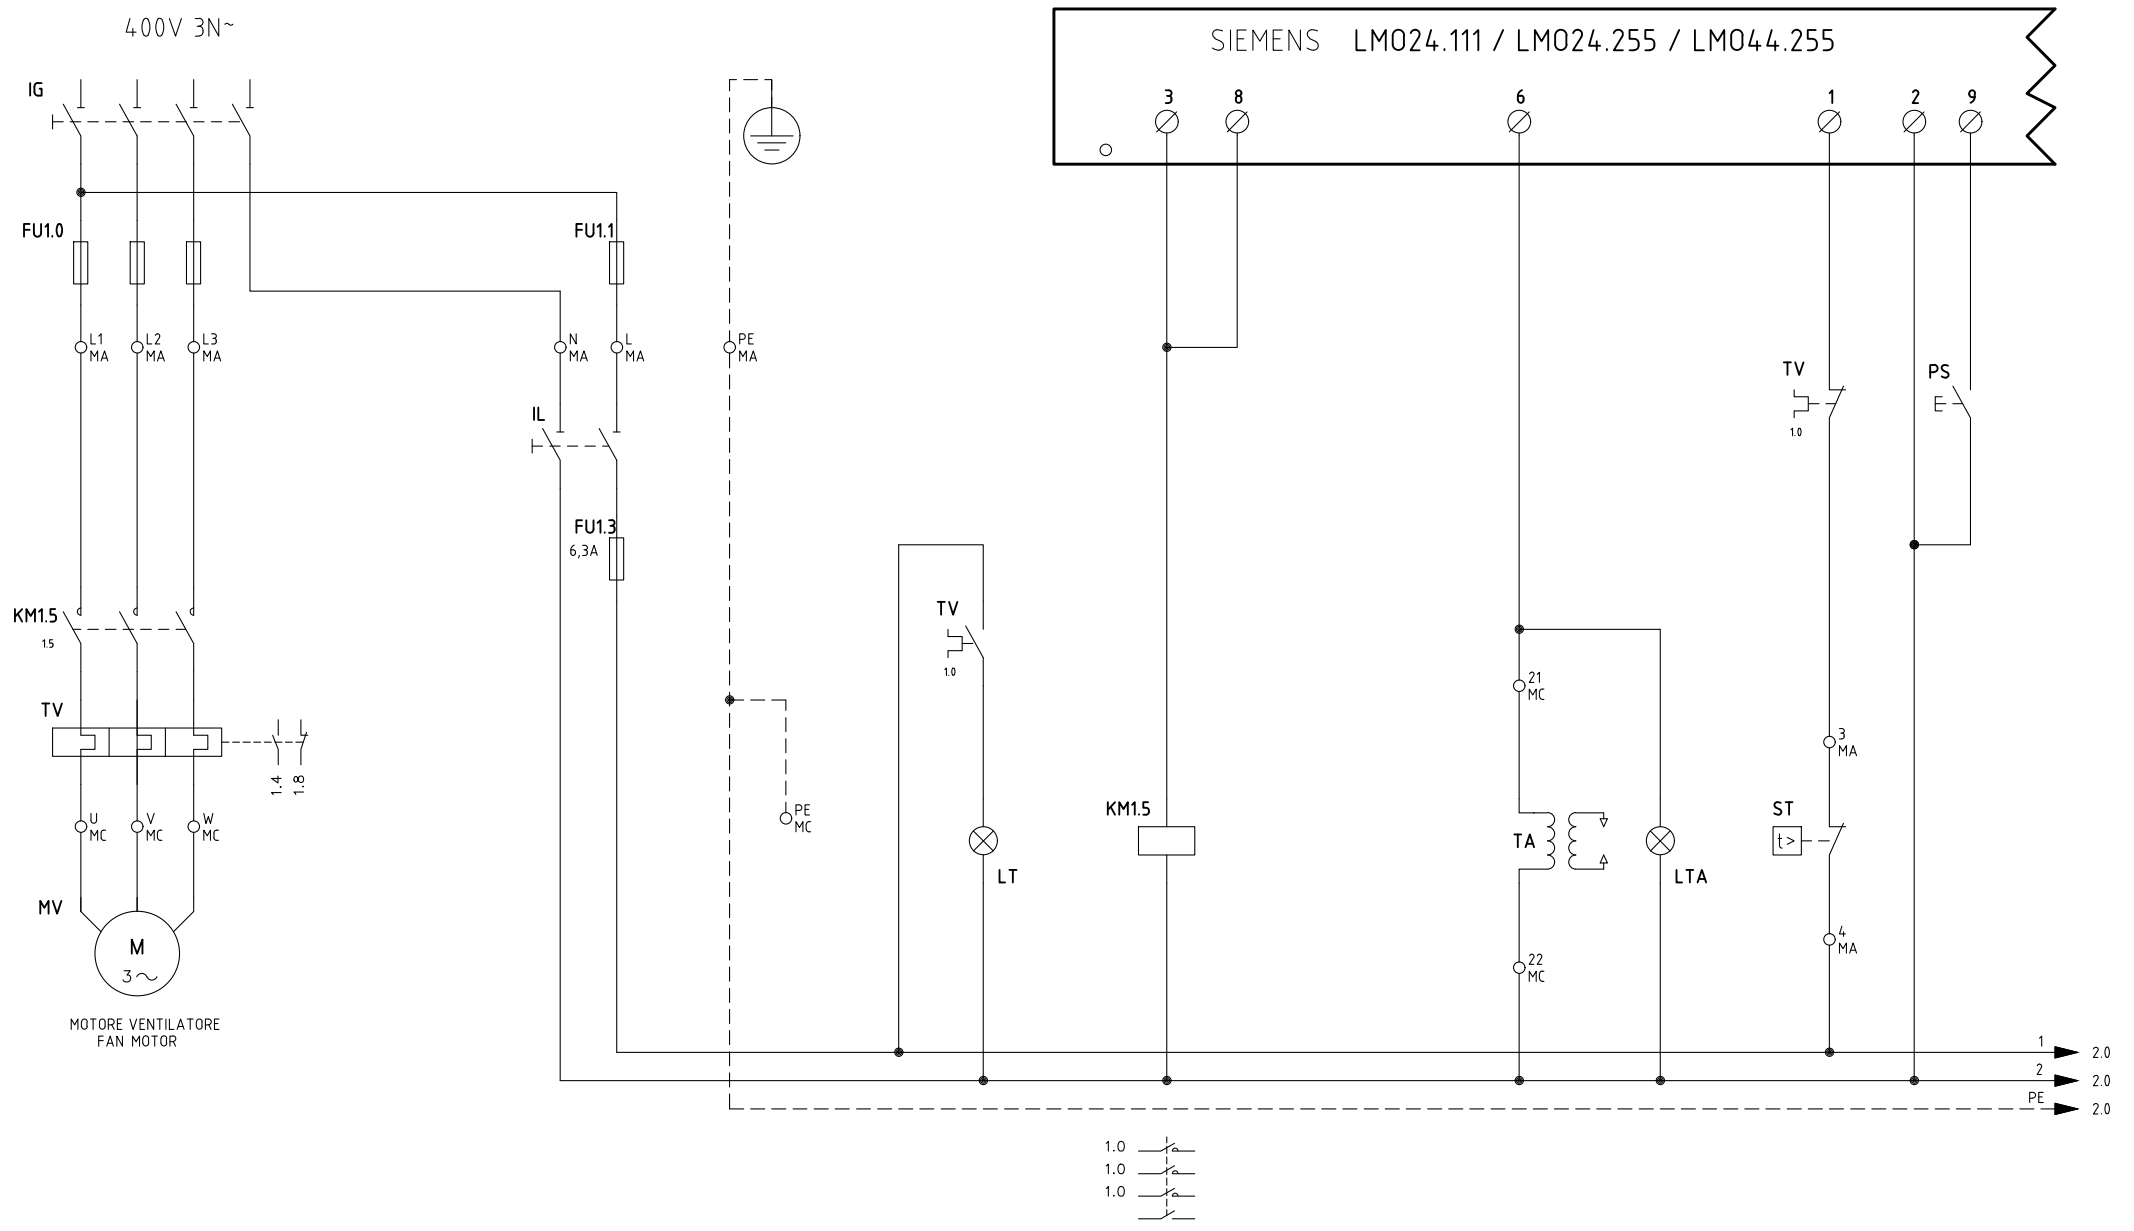 400V 3N~
SIEMENS LMO24.111 / LMO24.255 / LMO44.255
IG
3 8 6 1 2 9
FU1.0
FU1.1
L1
MA
L2
MA
L3
MA
N
MA
L
MA
PE
MA
TV
1.0
PS
IL
FU1.3
6,3A
KM1.5
1.5
TV
1.0
21
MC
TV
1.4
1.8
3
MA
U
MC
V
MC
W
MC
PE
MC
KM1.5
TA
ST
t>
LT
LTA
MV
M
3~
4
MA
22
MC
MOTORE VENTILATORE
FAN MOTOR
1 2.0
2 2.0
PE 2.0
1.0
1.0
1.0